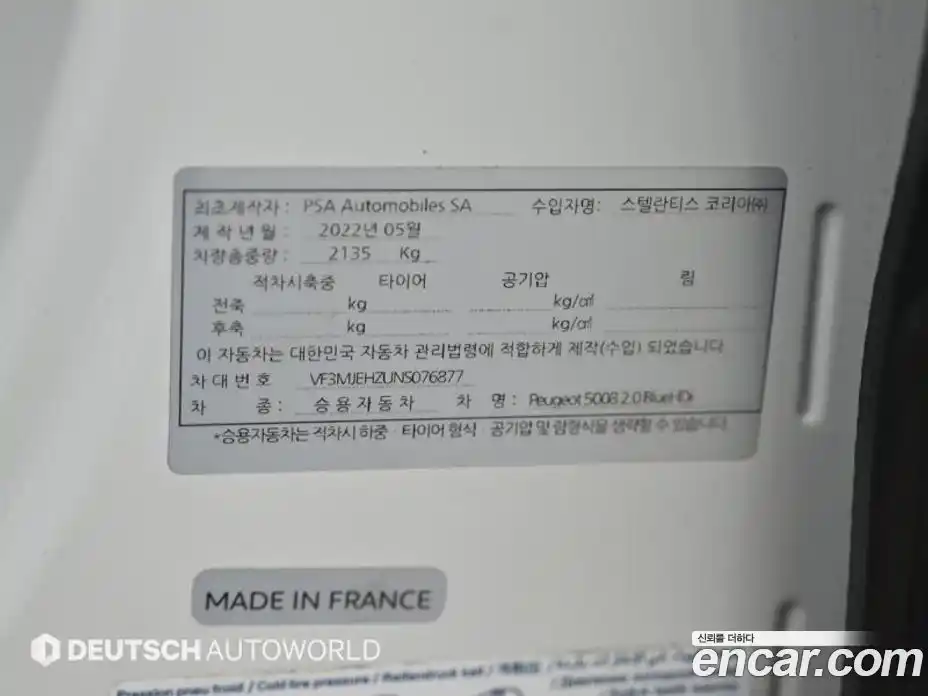 최초제작자 : PSA Automobiles SA 수입자명: 스텔란티스 코리아㈜
제 작 년 월 : 2022년 05월
차량총중량 : 2135 Kg
적차시축중 타이어 공기압 림
전축 kg kg/㎠
후축 kg kg/㎠
이 자동차는 대한민국 자동차 관리법령에 적합하게 제작(수입) 되었습니다
차 대 번 호 VF3MJEHZUNS076877
차 종 : 승 용 자 동 차 차 명 : Peugeot 5008 2.0 BlueHDi
*승용자동차는 적차시 하중 · 타이어 형식 · 공기압 및 림형식을 생략할 수 있습니다.
MADE IN FRANCE
DEUTSCH AUTOWORLD
신뢰를 더하다
encar.com
Pression pneu froid / Cold tire pressure / Reifendruck kalt /